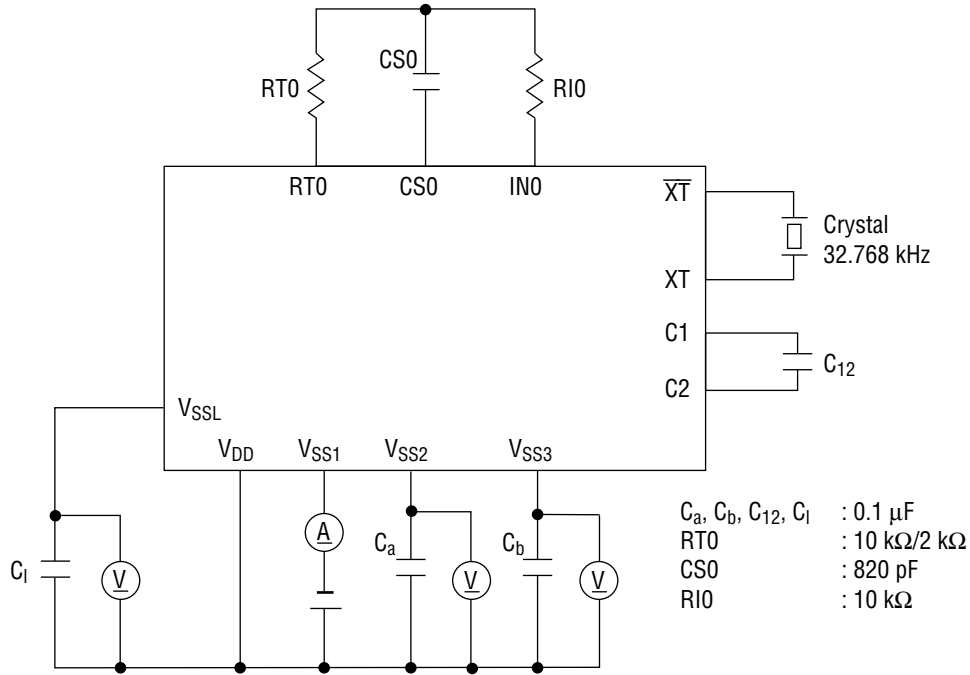 CS0
RT0
RI0
RT0
CS0
IN0
X̅T̅
Crystal
32.768 kHz
XT
C1
C12
C2
VSSL
VDD
VSS1
VSS2
VSS3
Ca, Cb, C12, Cl : 0.1 μF
RT0 : 10 kΩ/2 kΩ
CS0 : 820 pF
RI0 : 10 kΩ
A
Ca
Cb
Cl
V
V
V